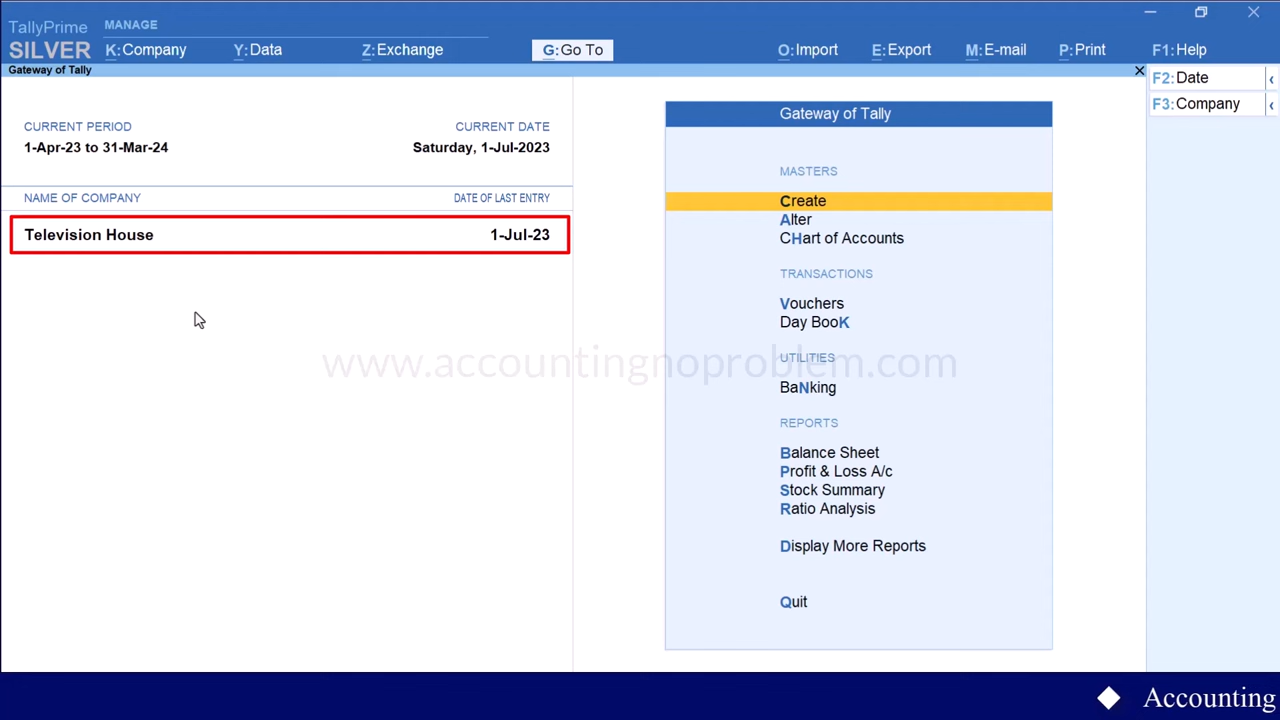 TallyPrime
MANAGE
SILVER
K:Company
Y:Data
Z:Exchange
G:Go To
O:Import
E:Export
M:E-mail
P:Print
F1:Help
Gateway of Tally
F2:Date
F3:Company
CURRENT PERIOD
CURRENT DATE
1-Apr-23 to 31-Mar-24
Saturday, 1-Jul-2023
NAME OF COMPANY
DATE OF LAST ENTRY
Television House
1-Jul-23
Gateway of Tally
MASTERS
Create
Alter
CHart of Accounts
TRANSACTIONS
Vouchers
Day BooK
UTILITIES
BaNking
REPORTS
Balance Sheet
Profit & Loss A/c
Stock Summary
Ratio Analysis
Display More Reports
Quit
www.accountingnoproblem.com
Accounting